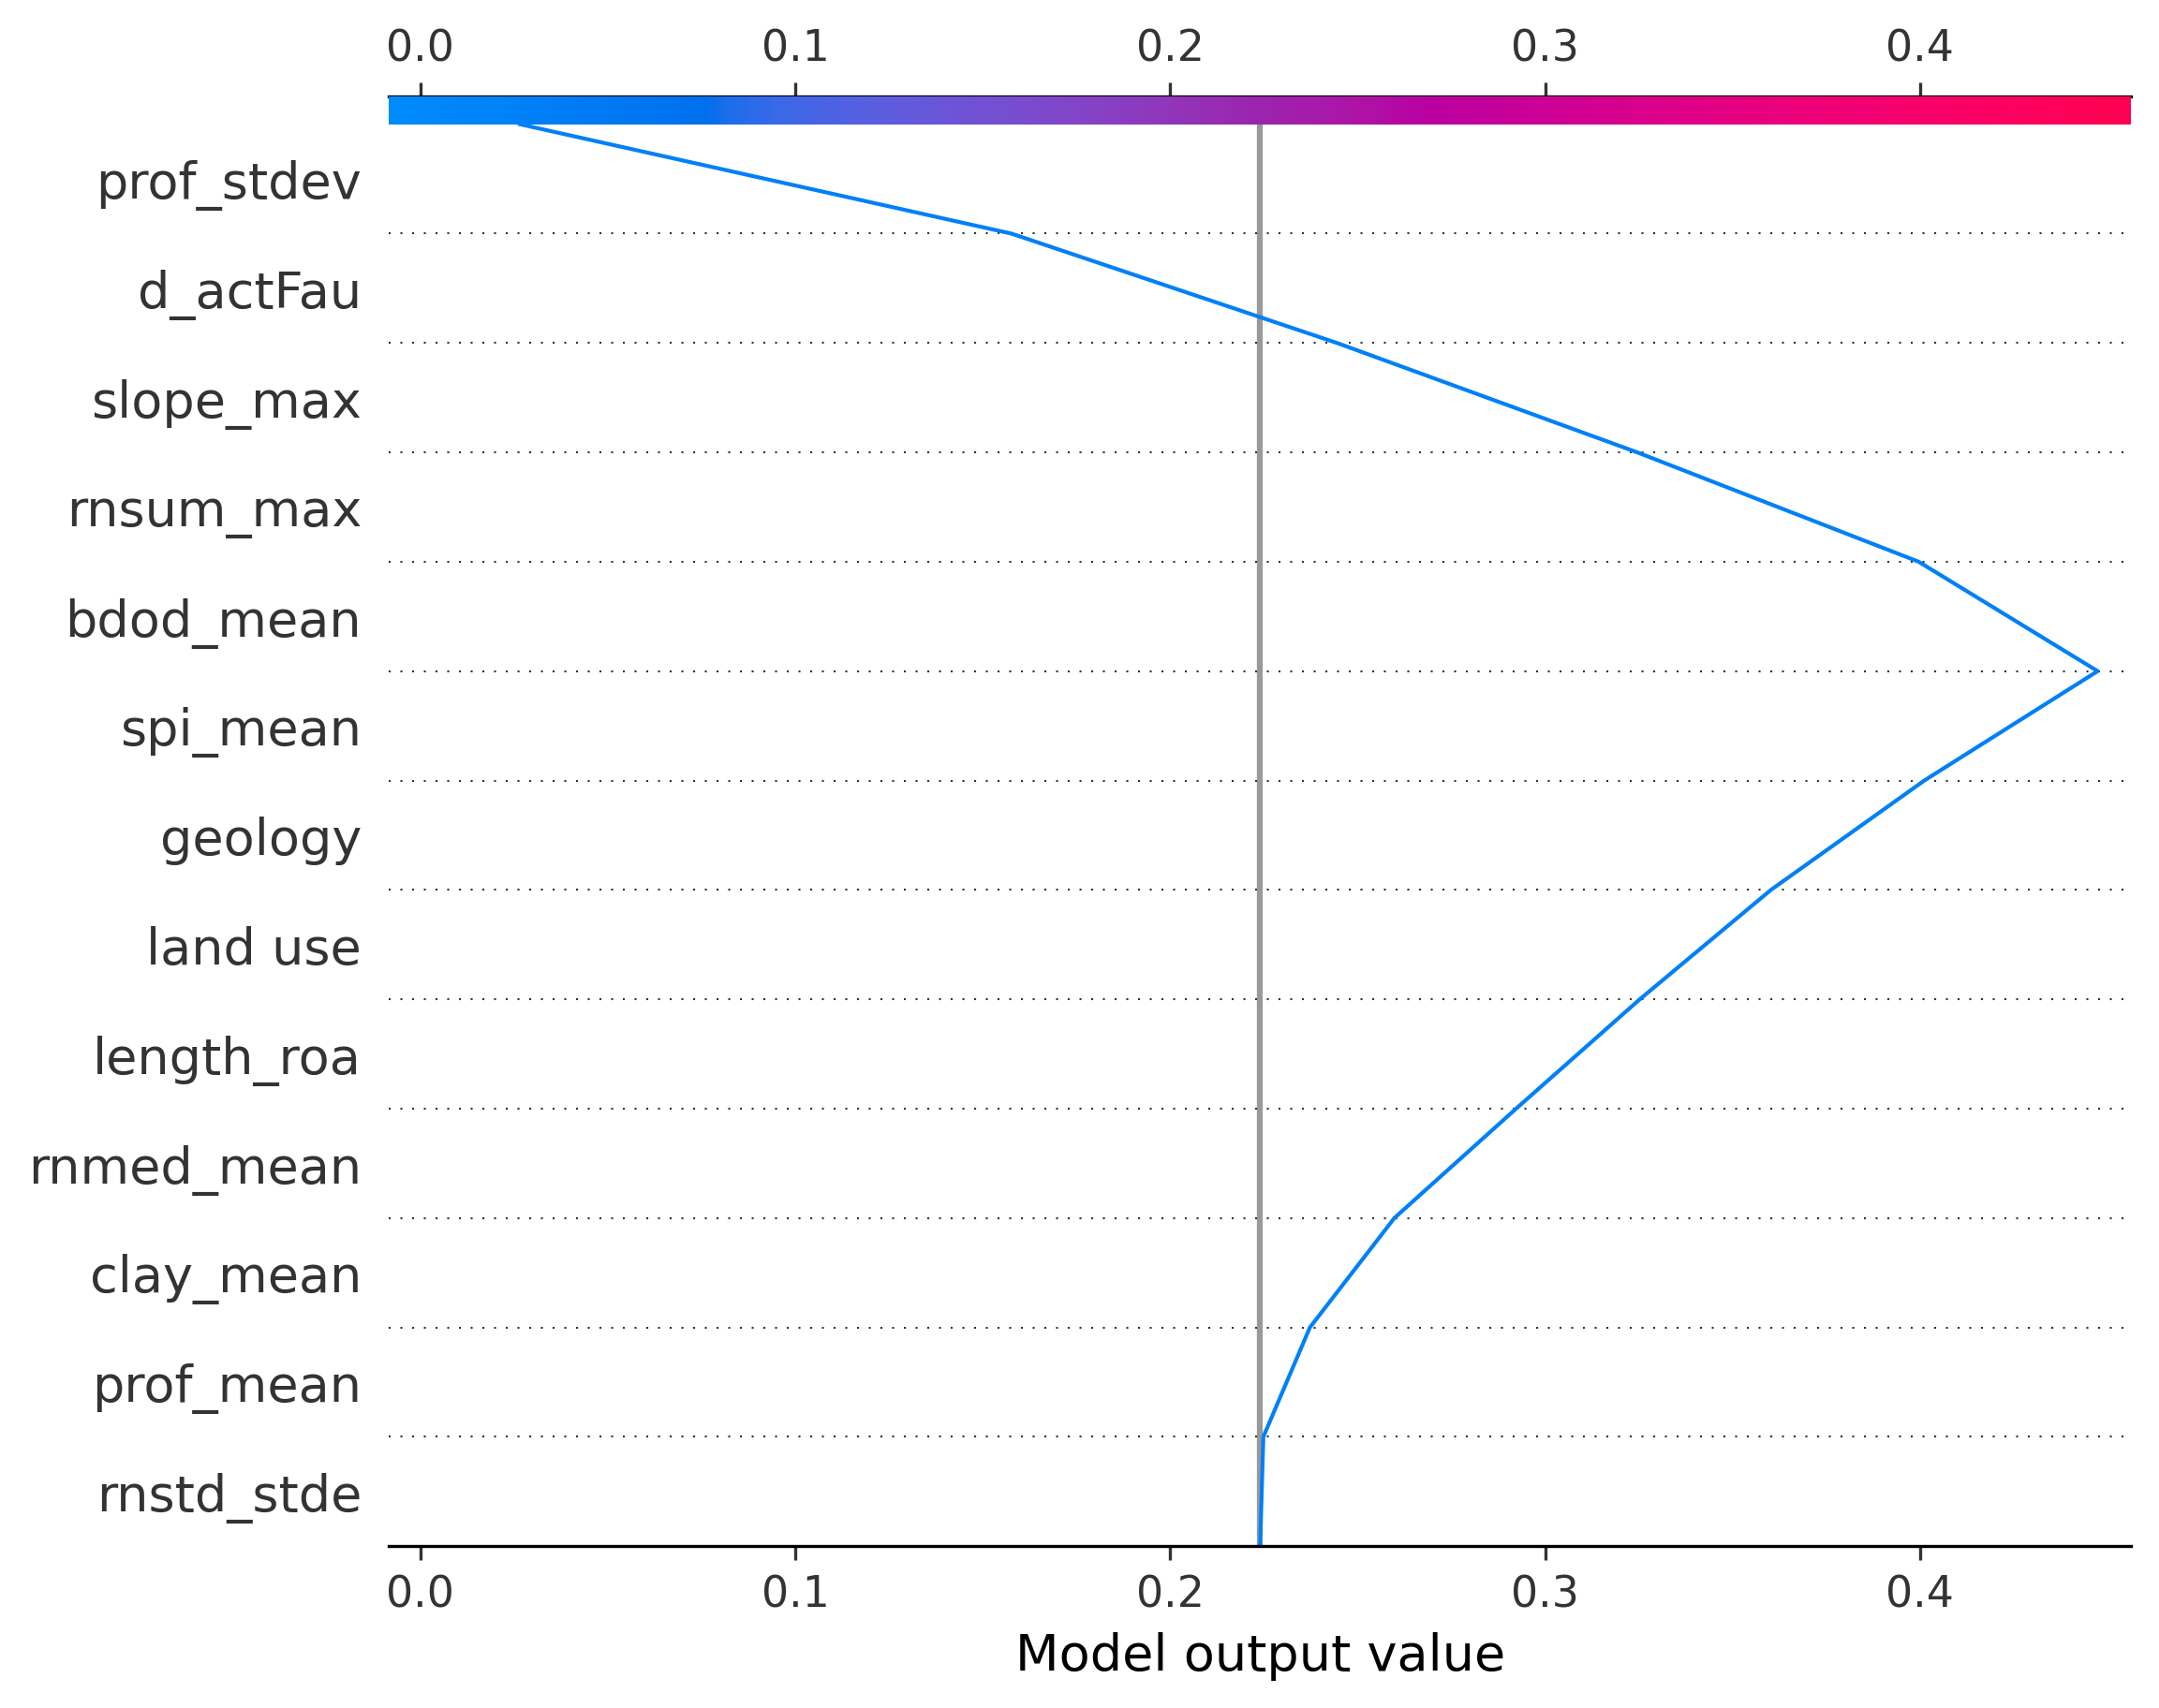 0.0 0.1 0.2 0.3 0.4
prof_stdev
d_actFau
slope_max
rnsum_max
bdod_mean
spi_mean
geology
land use
length_roa
rnmed_mean
clay_mean
prof_mean
rnstd_stde
0.0 0.1 0.2 0.3 0.4
Model output value